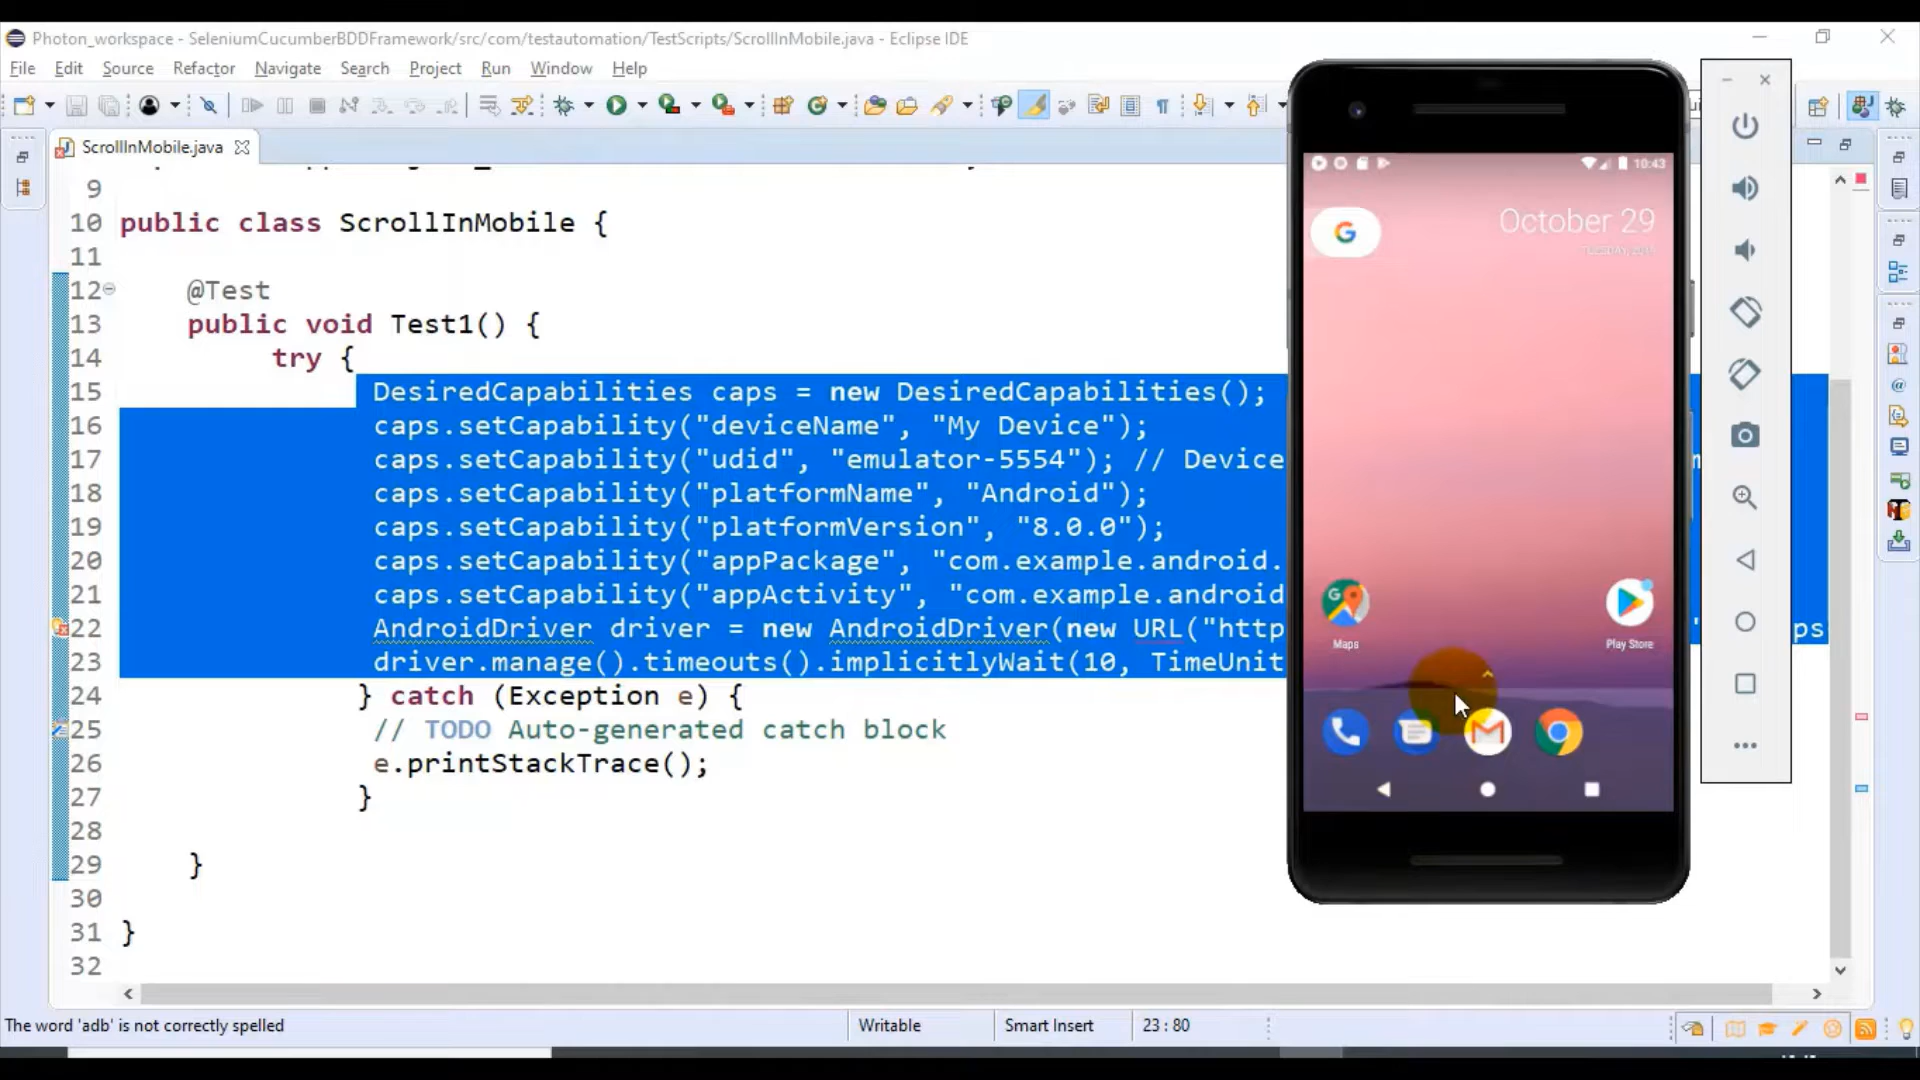 Photon_workspace - SeleniumCucumberBDDFramework/src/com/testautomation/TestScripts/ScrollInMobile.java - Eclipse IDE
File Edit Source Refactor Navigate Search Project Run Window Help
ScrollInMobile.java
9
10 public class ScrollInMobile {
11
12 @Test
13 public void Test1() {
14 try {
15 DesiredCapabilities caps = new DesiredCapabilities();
16 caps.setCapability("deviceName", "My Device");
17 caps.setCapability("udid", "emulator-5554"); // Device
18 caps.setCapability("platformName", "Android");
19 caps.setCapability("platformVersion", "8.0.0");
20 caps.setCapability("appPackage", "com.example.android.
21 caps.setCapability("appActivity", "com.example.android
22 AndroidDriver driver = new AndroidDriver(new URL("http ps
23 driver.manage().timeouts().implicitlyWait(10, TimeUnit
24 } catch (Exception e) {
25 // TODO Auto-generated catch block
26 e.printStackTrace();
27 }
28
29 }
30
31 }
32
10:43
October 29
Maps
Play Store
The word 'adb' is not correctly spelled
Writable
Smart Insert
23 : 80